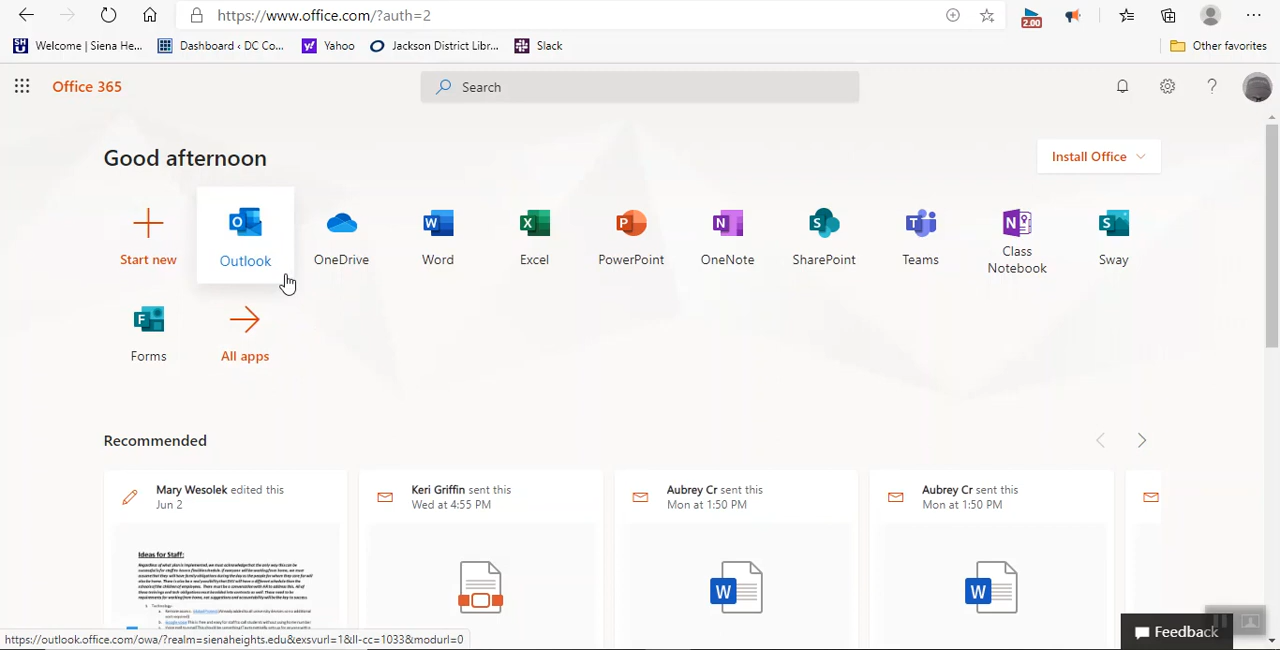 https://www.office.com/?auth=2
2.00
Welcome | Siena He...
Dashboard ‹ DC Co...
Yahoo
Jackson District Libr...
Slack
Other favorites
Office 365
Search
Good afternoon
Install Office
Start new
Outlook
OneDrive
Word
Excel
PowerPoint
OneNote
SharePoint
Teams
Class
Notebook
Sway
Forms
All apps
Recommended
Mary Wesolek edited this
Jun 2
Keri Griffin sent this
Wed at 4:55 PM
Aubrey Cr sent this
Mon at 1:50 PM
Aubrey Cr sent this
Mon at 1:50 PM
Ideas for Staff:
https://outlook.office.com/owa/?realm=sienaheights.edu&exsvurl=1&ll-cc=1033&modurl=0
Feedback